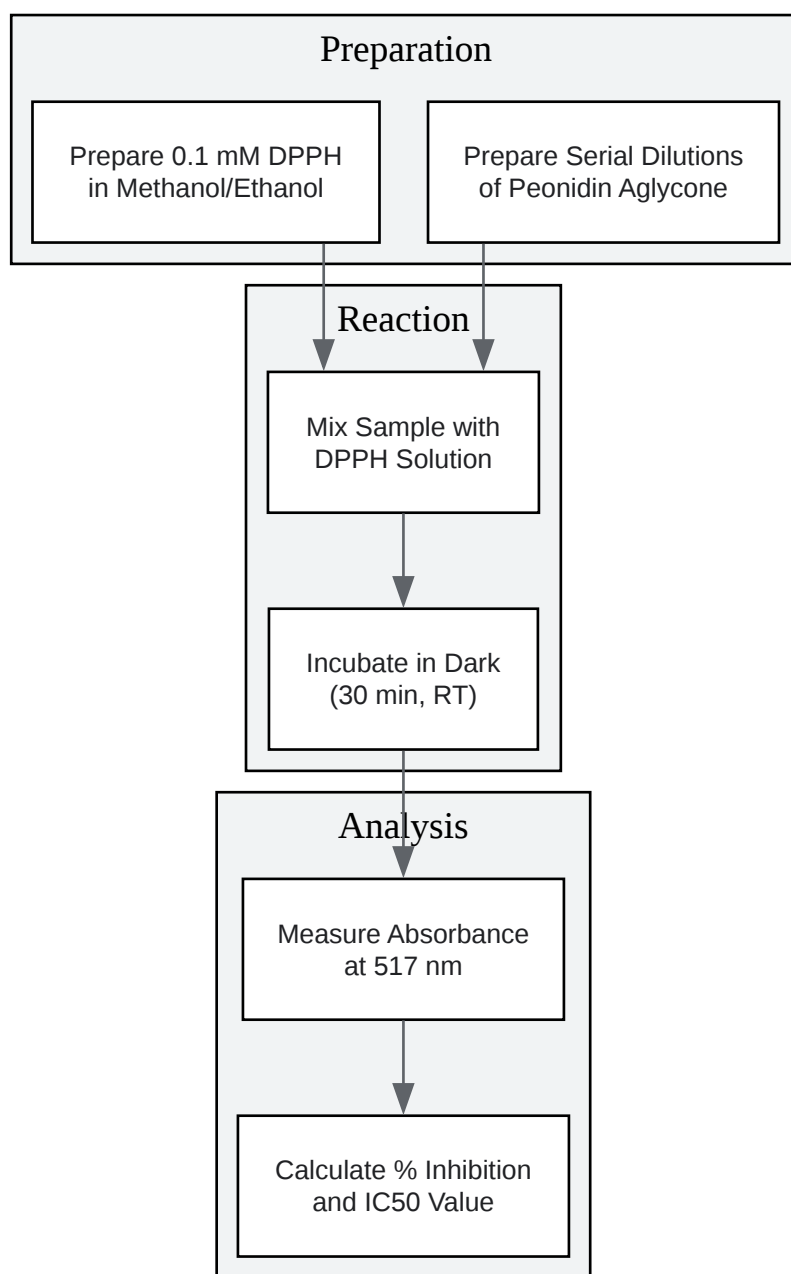 Preparation
Prepare 0.1 mM DPPH
in Methanol/Ethanol
Prepare Serial Dilutions
of Peonidin Aglycone
Reaction
Mix Sample with
DPPH Solution
Incubate in Dark
(30 min, RT)
Analysis
Measure Absorbance
at 517 nm
Calculate % Inhibition
and IC50 Value